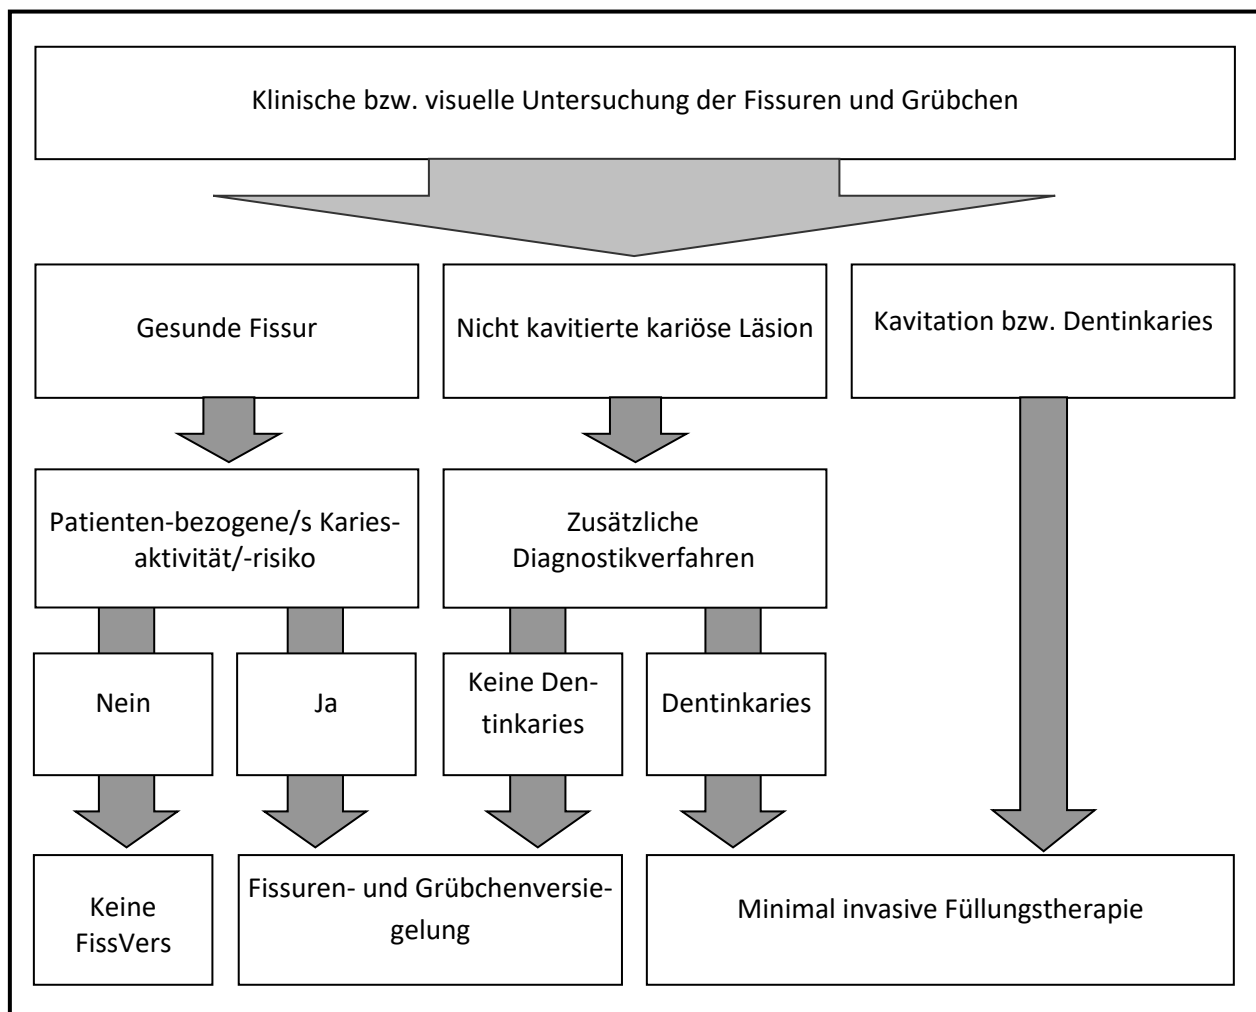 Klinische bzw. visuelle Untersuchung der Fissuren und Grübchen
Gesunde Fissur
Nicht kavitierte kariöse Läsion
Kavitation bzw. Dentinkaries
Patienten-bezogene/s Karies-
aktivität/-risiko
Zusätzliche
Diagnostikverfahren
Nein
Ja
Keine Den-
tinkaries
Dentinkaries
Keine
FissVers
Fissuren- und Grübchenversie-
gelung
Minimal invasive Füllungstherapie